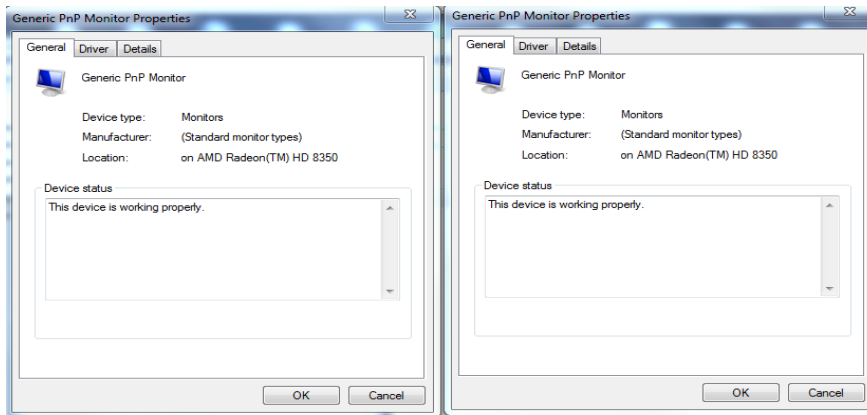 Generic PnP Monitor Properties
General Driver Details
Generic PnP Monitor
Device type: Monitors
Manufacturer: (Standard monitor types)
Location: on AMD Radeon(TM) HD 8350
Device status
This device is working properly.
OK Cancel
Generic PnP Monitor Properties
General Driver Details
Generic PnP Monitor
Device type: Monitors
Manufacturer: (Standard monitor types)
Location: on AMD Radeon(TM) HD 8350
Device status
This device is working properly.
OK Cancel